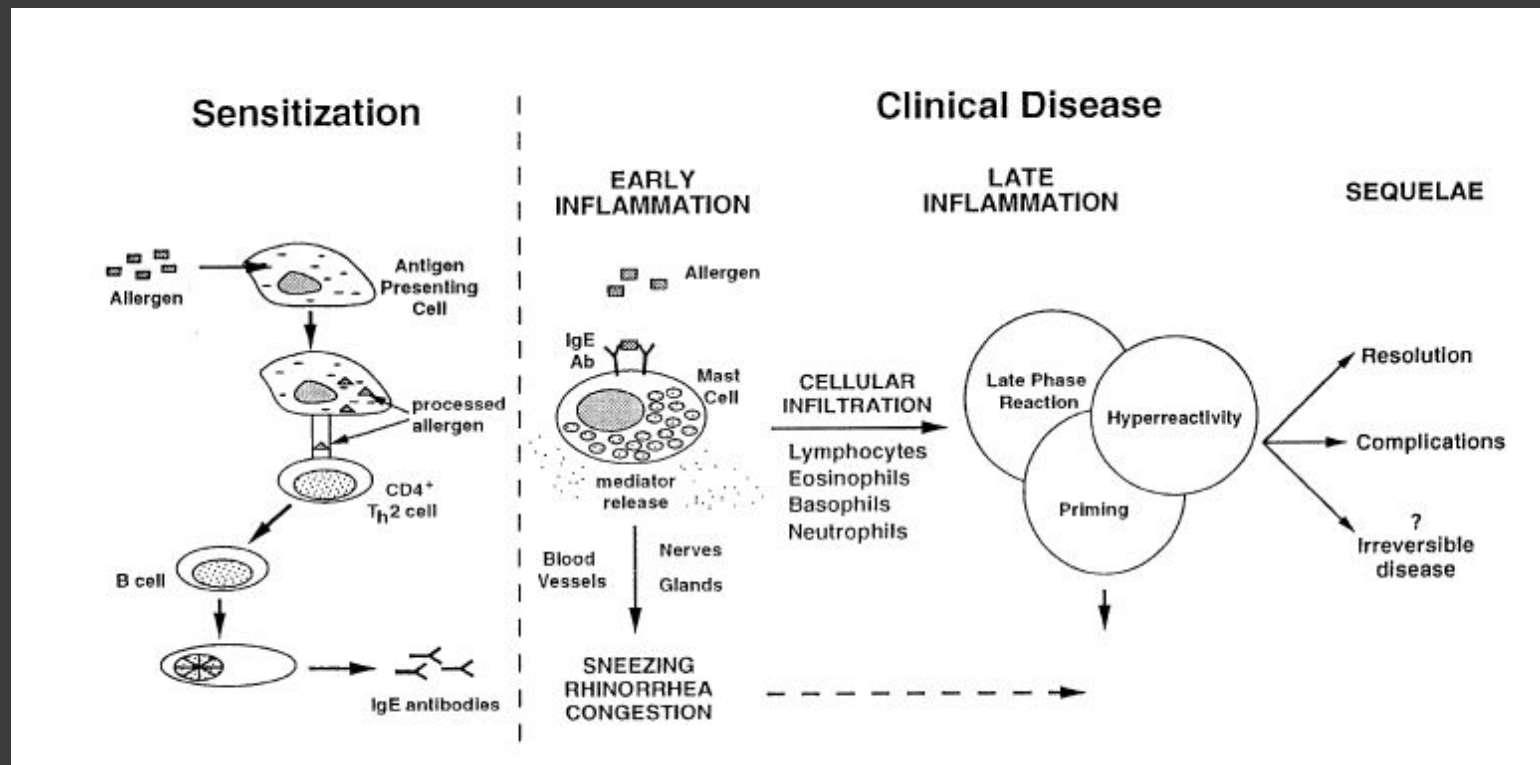 Sensitization
Allergen
Antigen
Presenting
Cell
processed
allergen
CD4⁺
Tₕ2 cell
B cell
IgE antibodies
Clinical Disease
EARLY
INFLAMMATION
Allergen
IgE
Ab
Mast
Cell
mediator
release
Blood
Vessels
Nerves
Glands
SNEEZING
RHINORRHEA
CONGESTION
CELLULAR
INFILTRATION
Lymphocytes
Eosinophils
Basophils
Neutrophils
LATE
INFLAMMATION
Late Phase
Reaction
Hyperreactivity
Priming
SEQUELAE
Resolution
Complications
?
Irreversible
disease